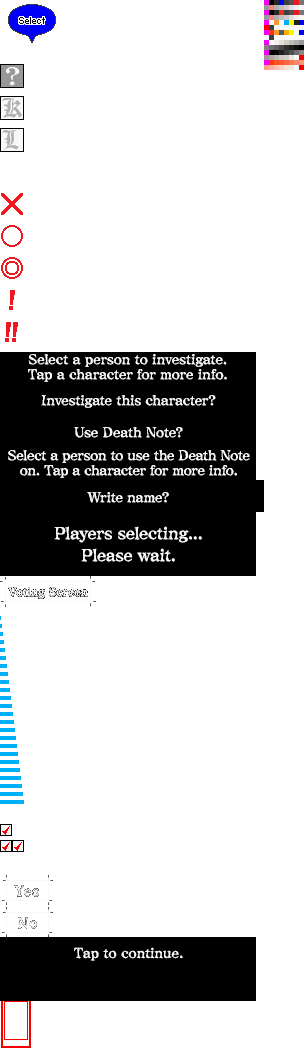 Select
?
K
L
!
!!
Select a person to investigate.
Tap a character for more info.
Investigate this character?
Use Death Note?
Select a person to use the Death Note
on. Tap a character for more info.
Write name?
Players selecting...
Please wait.
Voting Screen
Yes
No
Tap to continue.